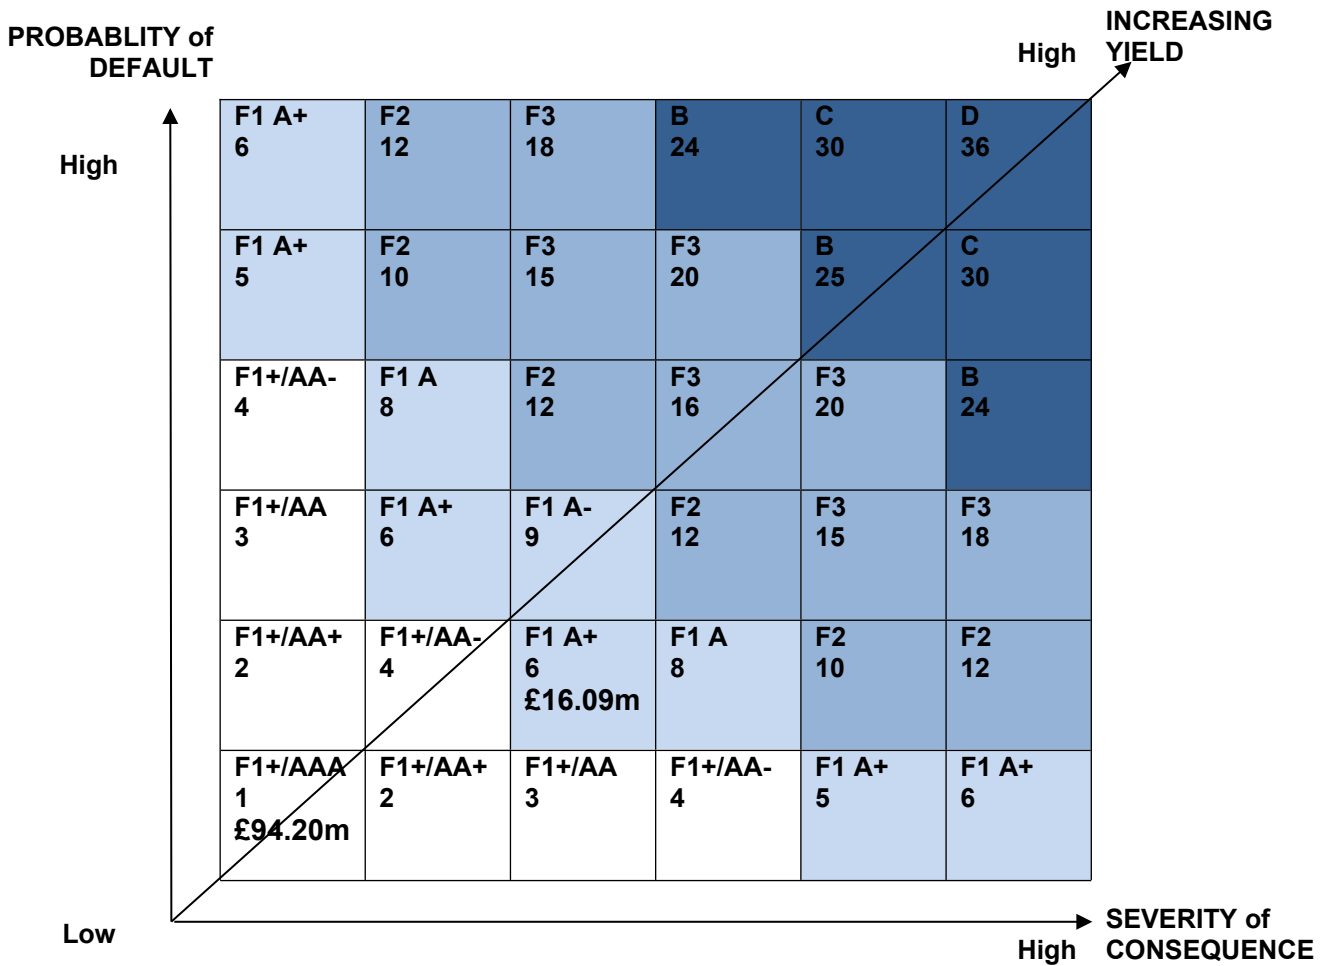 PROBABLITY of
DEFAULT
INCREASING
High YIELD
High
F1 A+
6
F2
12
F3
18
B
24
C
30
D
36
F1 A+
5
F2
10
F3
15
F3
20
B
25
C
30
F1+/AA-
4
F1 A
8
F2
12
F3
16
F3
20
B
24
F1+/AA
3
F1 A+
6
F1 A-
9
F2
12
F3
15
F3
18
F1+/AA+
2
F1+/AA-
4
F1 A+
6
£16.09m
F1 A
8
F2
10
F2
12
F1+/AAA
1
£94.20m
F1+/AA+
2
F1+/AA
3
F1+/AA-
4
F1 A+
5
F1 A+
6
Low
SEVERITY of
High CONSEQUENCE